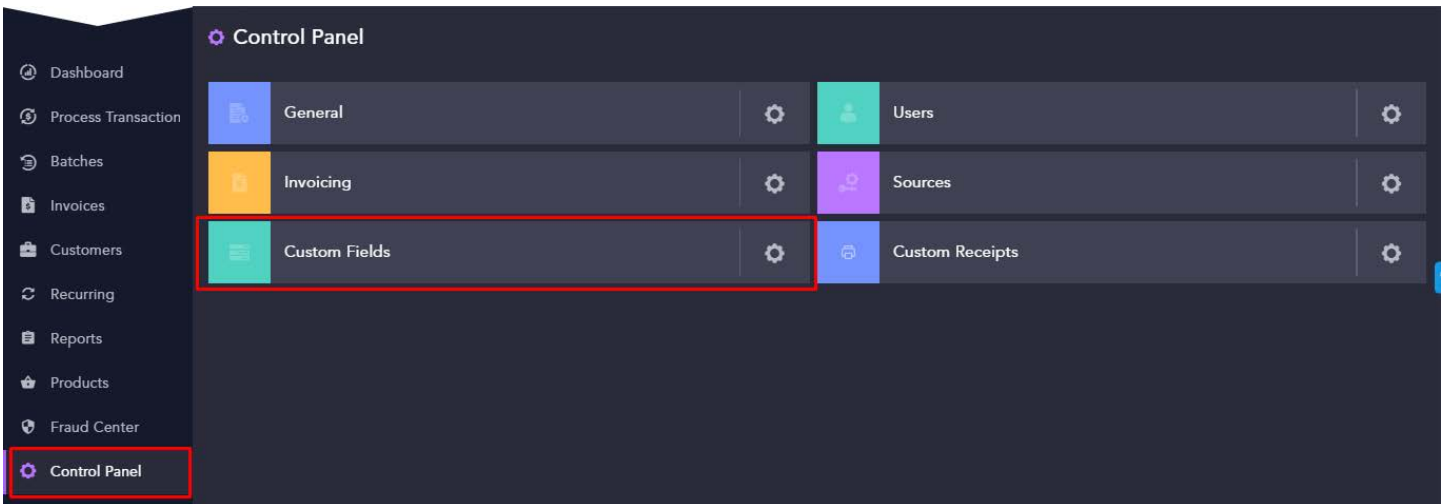 Control Panel
Dashboard
Process Transaction
Batches
Invoices
Customers
Recurring
Reports
Products
Fraud Center
Control Panel
General
Users
Invoicing
Sources
Custom Fields
Custom Receipts